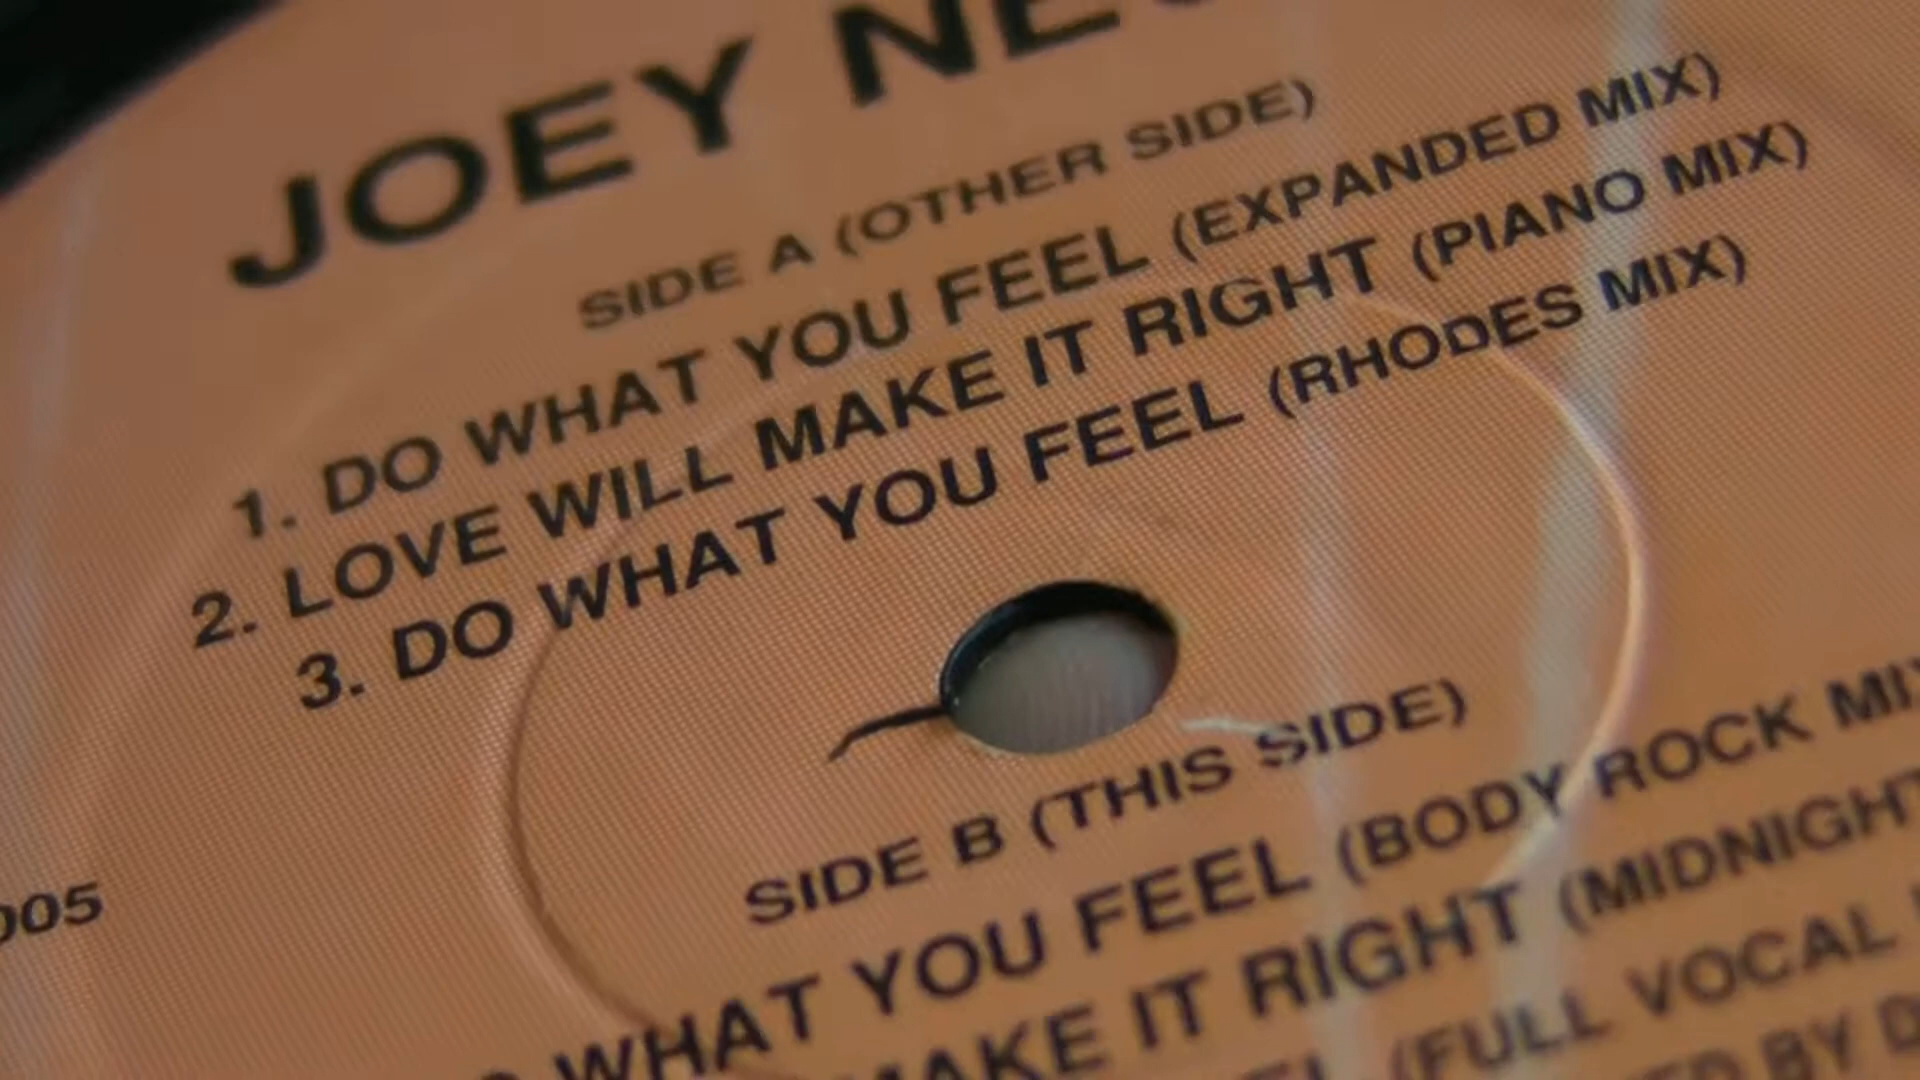 JOEY
SIDE A (OTHER SIDE)
1. DO WHAT YOU FEEL (EXPANDED MIX)
2. LOVE WILL MAKE IT RIGHT (PIANO MIX)
3. DO WHAT YOU FEEL (RHODES MIX)
SIDE B (THIS SIDE)
WHAT YOU FEEL (BODY ROCK MIX
MAKE IT RIGHT (MIDNIGHT
(FULL VOCAL
BY
005